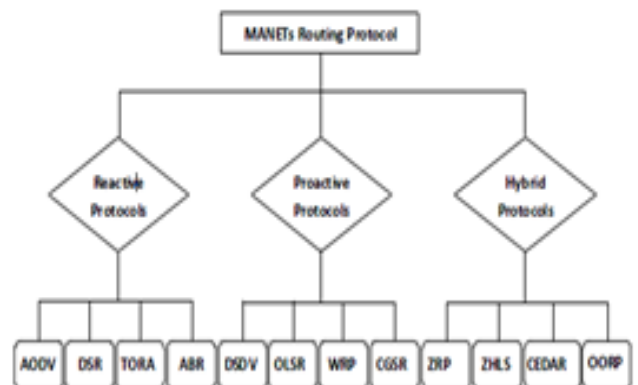 MANETs Routing Protocol
Reactive
Protocols
Proactive
Protocols
Hybrid
Protocols
AODV
DSR
TORA
ABR
DSDV
OLSR
WRP
CGSR
ZRP
ZHLS
CEDAR
OORP